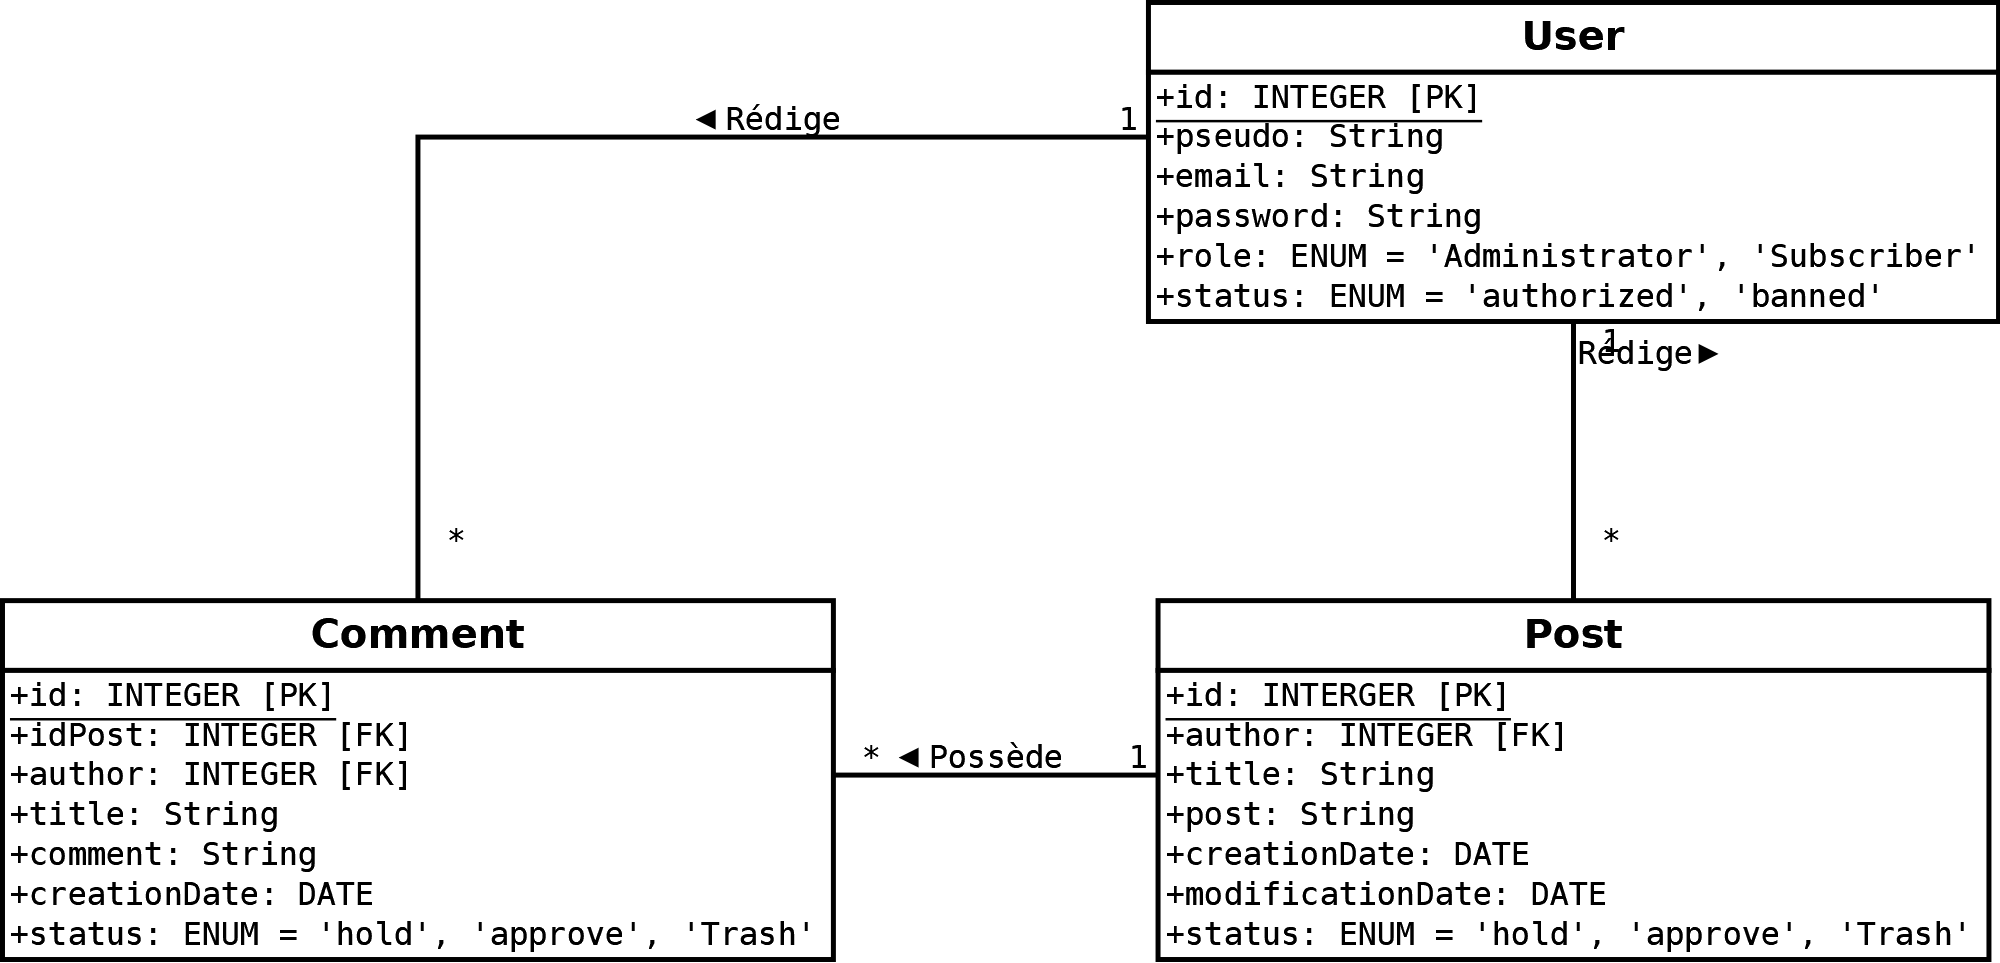 User
+id: INTEGER [PK]
+pseudo: String
+email: String
+password: String
+role: ENUM = 'Administrator', 'Subscriber'
+status: ENUM = 'authorized', 'banned'
◄ Rédige
1
1
Rédige ►
*
*
Comment
+id: INTEGER [PK]
+idPost: INTEGER [FK]
+author: INTEGER [FK]
+title: String
+comment: String
+creationDate: DATE
+status: ENUM = 'hold', 'approve', 'Trash'
* ◄ Possède 1
Post
+id: INTERGER [PK]
+author: INTEGER [FK]
+title: String
+post: String
+creationDate: DATE
+modificationDate: DATE
+status: ENUM = 'hold', 'approve', 'Trash'